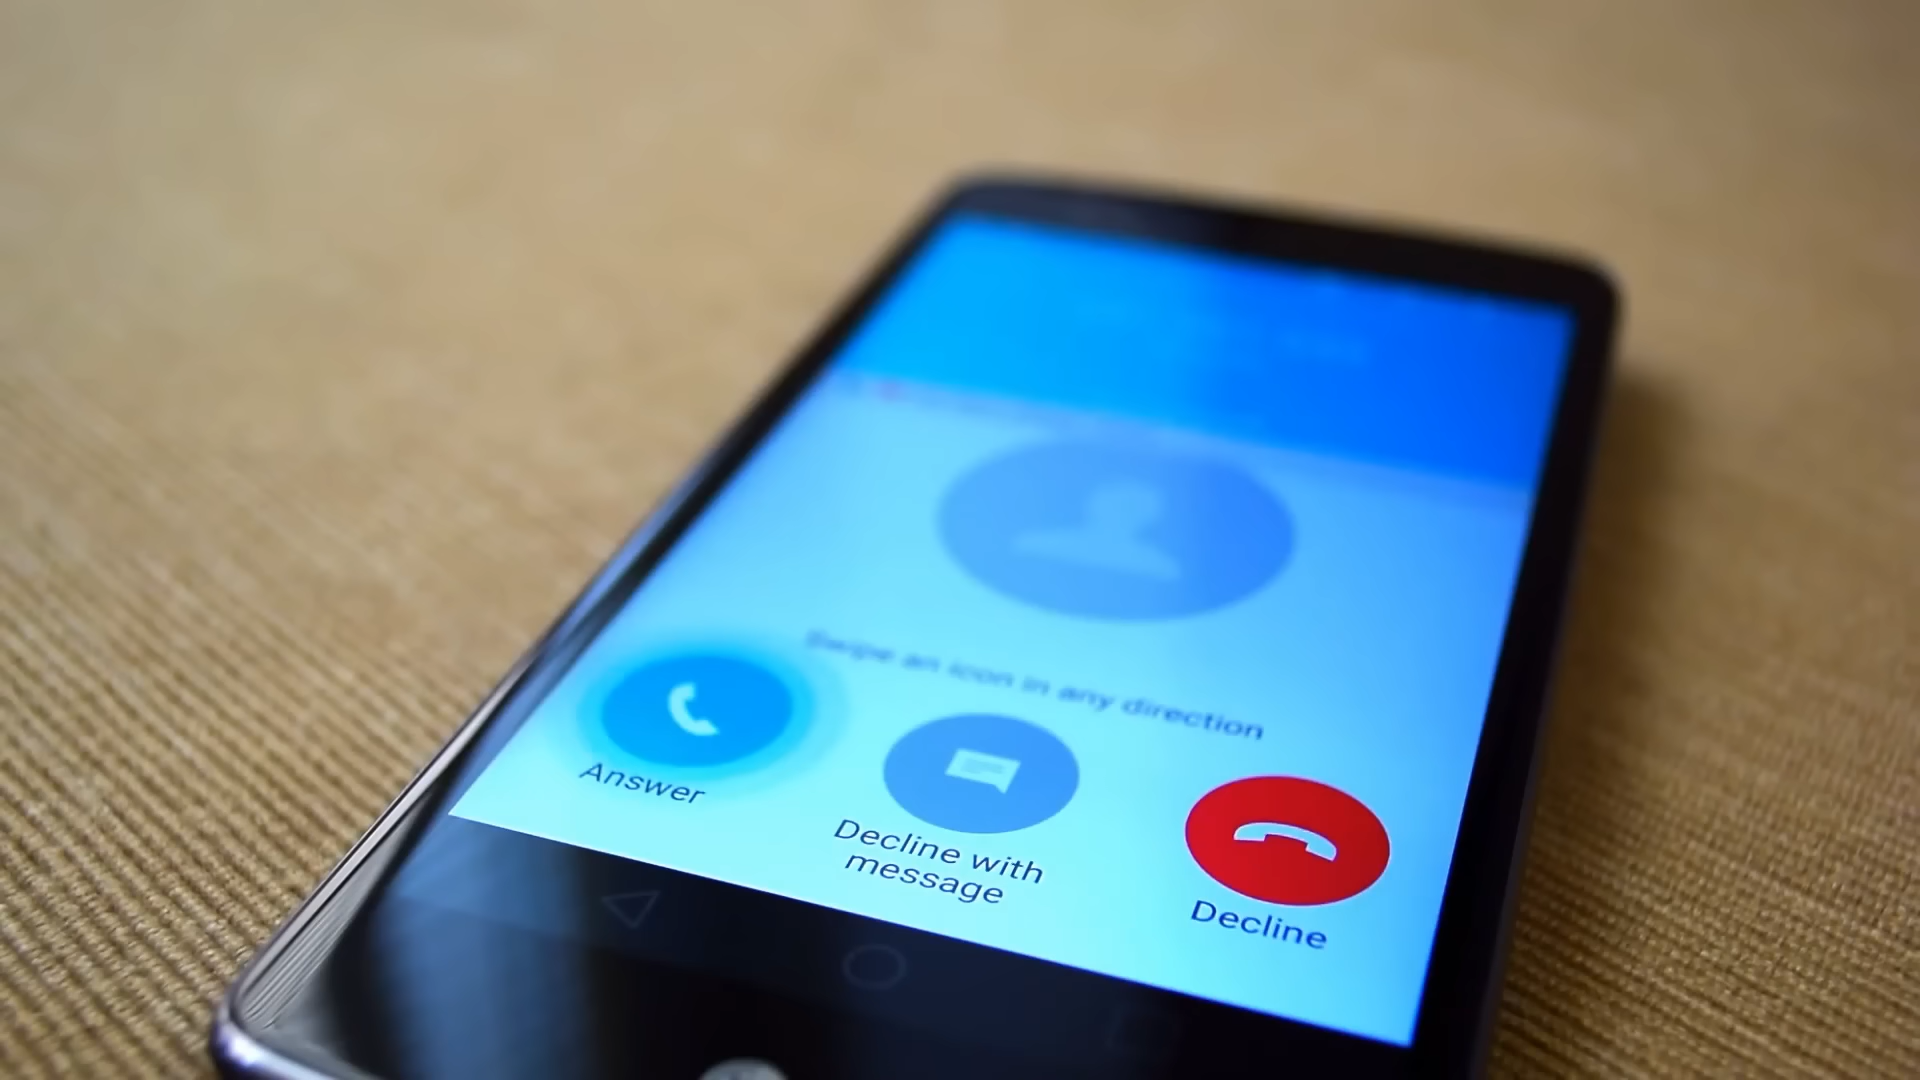 Swipe an icon in any direction
Answer
Decline with
message
Decline